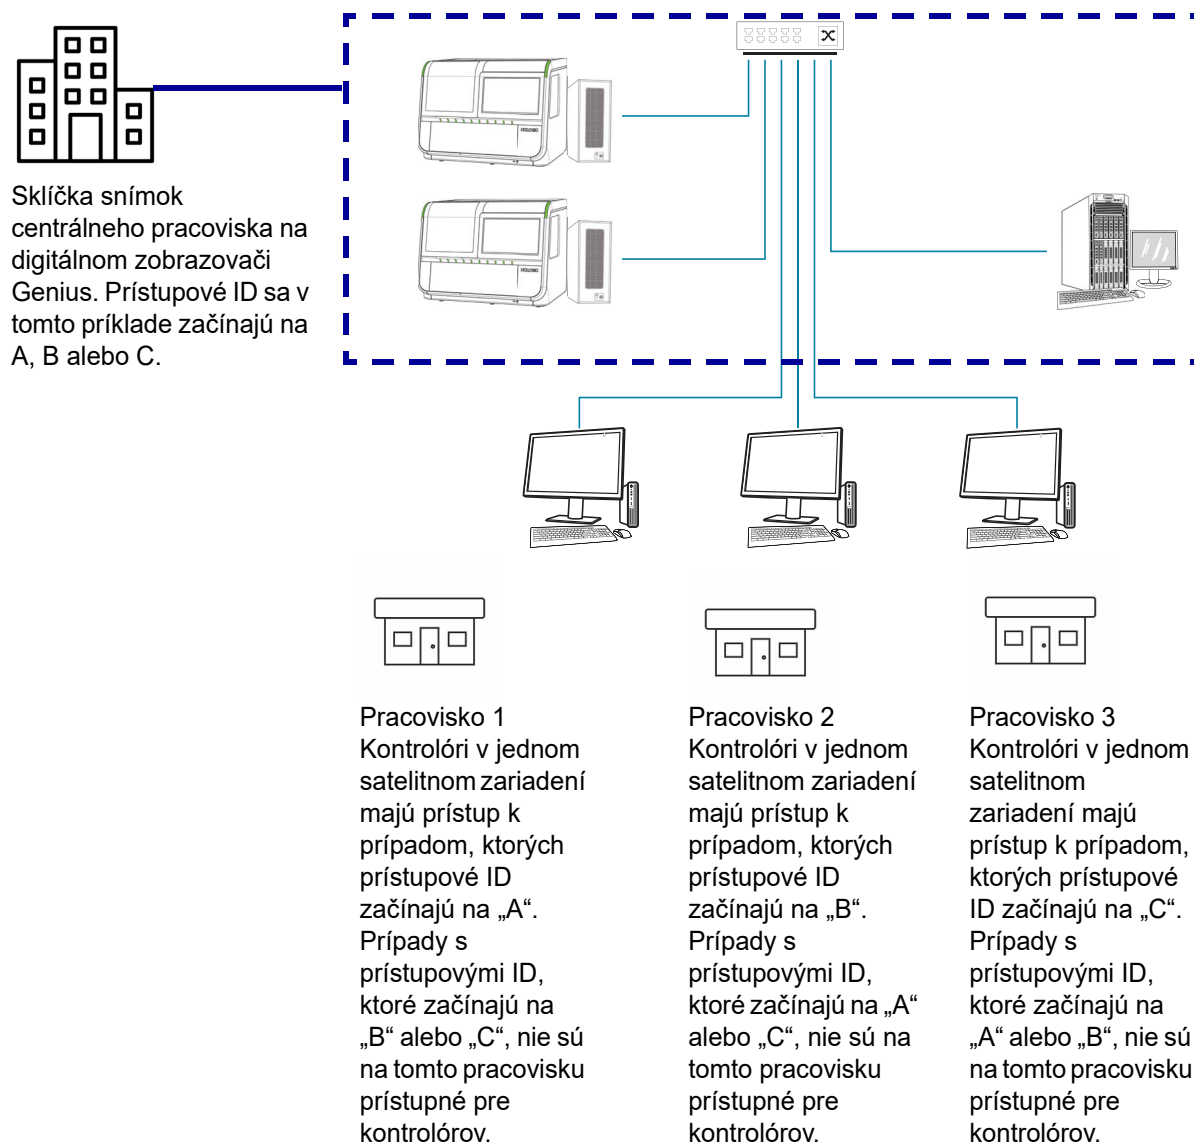 Sklíčka snímok
centrálneho pracoviska na
digitálnom zobrazovači
Genius. Prístupové ID sa v
tomto príklade začínajú na
A, B alebo C.
HOLOGIC
HOLOGIC
Pracovisko 1
Kontrolóri v jednom
satelitnom zariadení
majú prístup k
prípadom, ktorých
prístupové ID
začínajú na „A“.
Prípady s
prístupovými ID,
ktoré začínajú na
„B“ alebo „C“, nie sú
na tomto pracovisku
prístupné pre
kontrolórov.
Pracovisko 2
Kontrolóri v jednom
satelitnom zariadení
majú prístup k
prípadom, ktorých
prístupové ID
začínajú na „B“.
Prípady s
prístupovými ID,
ktoré začínajú na „A“
alebo „C“, nie sú na
tomto pracovisku
prístupné pre
kontrolórov.
Pracovisko 3
Kontrolóri v jednom
satelitnom
zariadení majú
prístup k prípadom,
ktorých prístupové
ID začínajú na „C“.
Prípady s
prístupovými ID,
ktoré začínajú na
„A“ alebo „B“, nie sú
na tomto pracovisku
prístupné pre
kontrolórov.